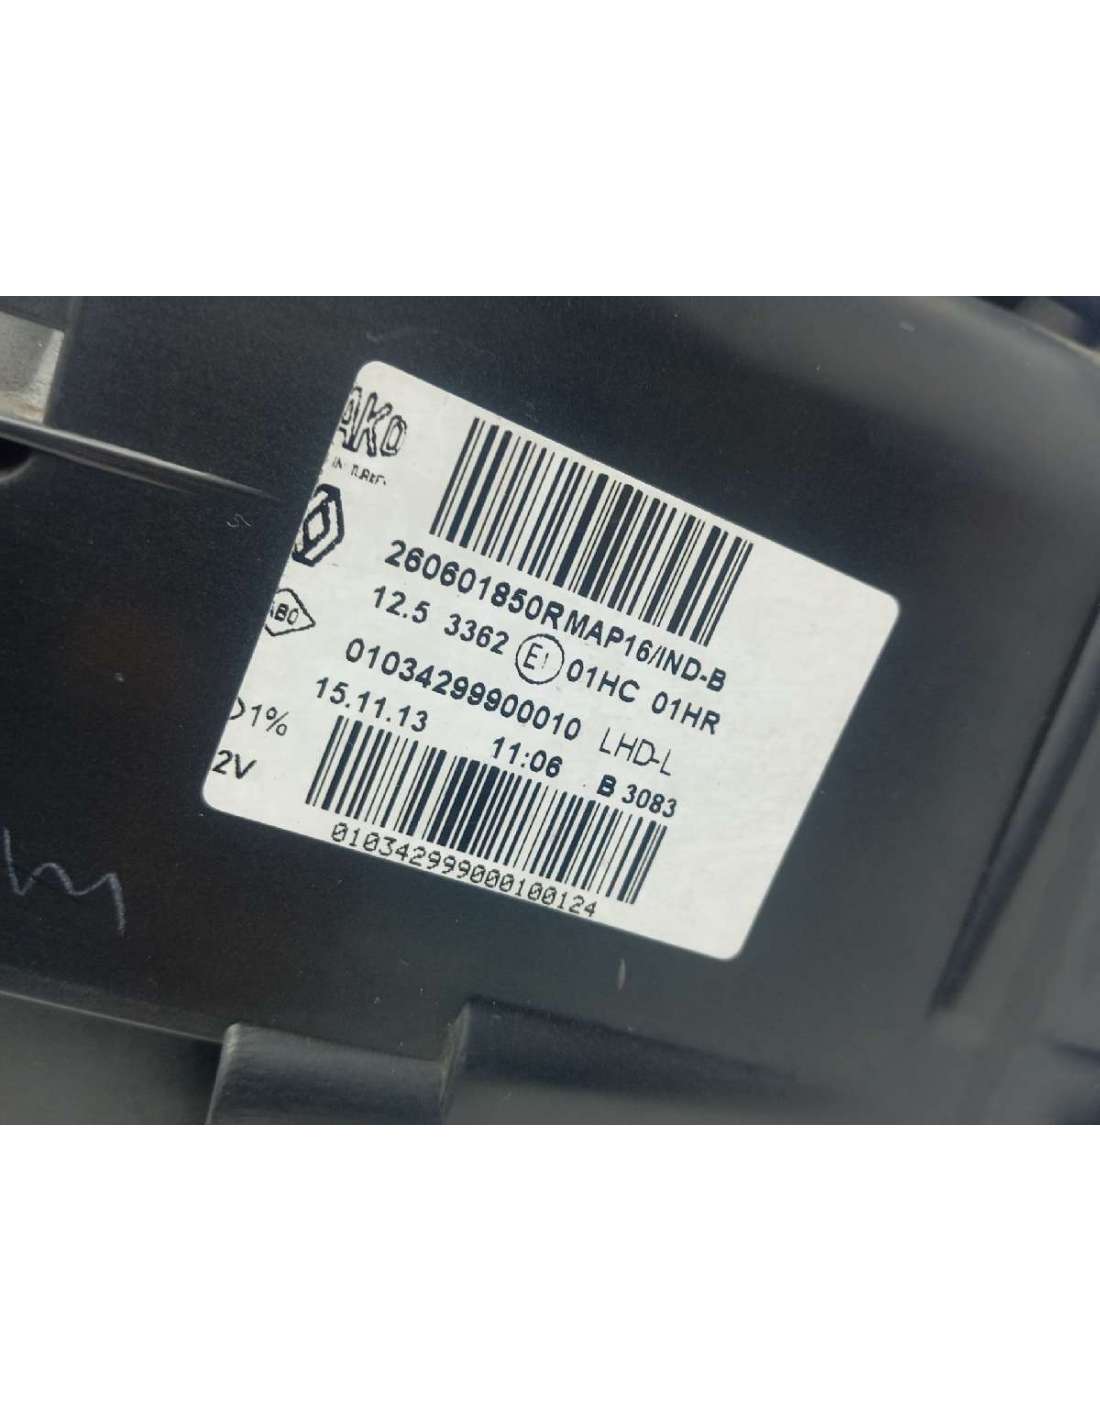 AKO
260601850R MAP16/IND-B
12.5 3362 E1 01HC 01HR
01034299900010 LHD-L
15.11.13 11:06 B 3083
1%
2V
010342999000100124